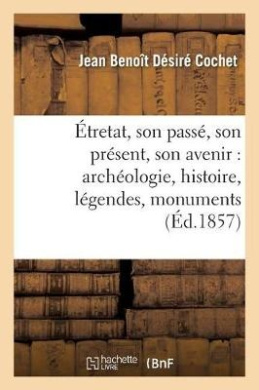 Jean Benoît Désiré Cochet
Étretat, son passé, son présent, son avenir :
archéologie, histoire, légendes, monuments
(Éd.1857)
hachette
LIVRE
(BnF